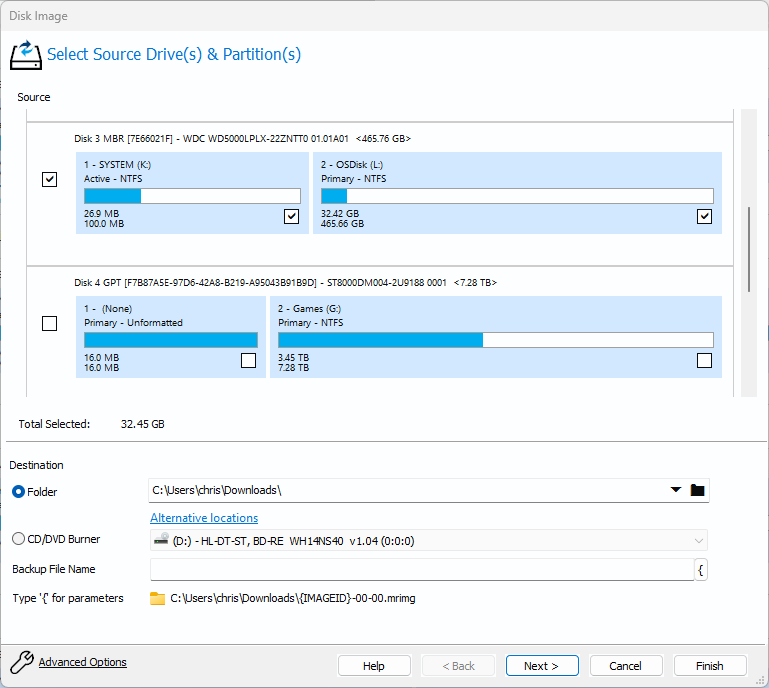 Disk Image
Select Source Drive(s) & Partition(s)
Source
Disk 3 MBR [7E66021F] - WDC WD5000LPLX-22ZNTT0 01.01A01 <465.76 GB>
1 - SYSTEM (K:)
Active - NTFS
26.9 MB
100.0 MB
2 - OSDisk (L:)
Primary - NTFS
32.42 GB
465.66 GB
Disk 4 GPT [F7B87A5E-97D6-42A8-B219-A95043B91B9D] - ST8000DM004-2U9188 0001 <7.28 TB>
1 - (None)
Primary - Unformatted
16.0 MB
16.0 MB
2 - Games (G:)
Primary - NTFS
3.45 TB
7.28 TB
Total Selected: 32.45 GB
Destination
Folder
C:\Users\chris\Downloads\
Alternative locations
CD/DVD Burner
(D:) - HL-DT-ST, BD-RE WH14NS40 v1.04 (0:0:0)
Backup File Name
{
Type '{' for parameters
C:\Users\chris\Downloads\{IMAGEID}-00-00.mrimg
Advanced Options
Help
< Back
Next >
Cancel
Finish